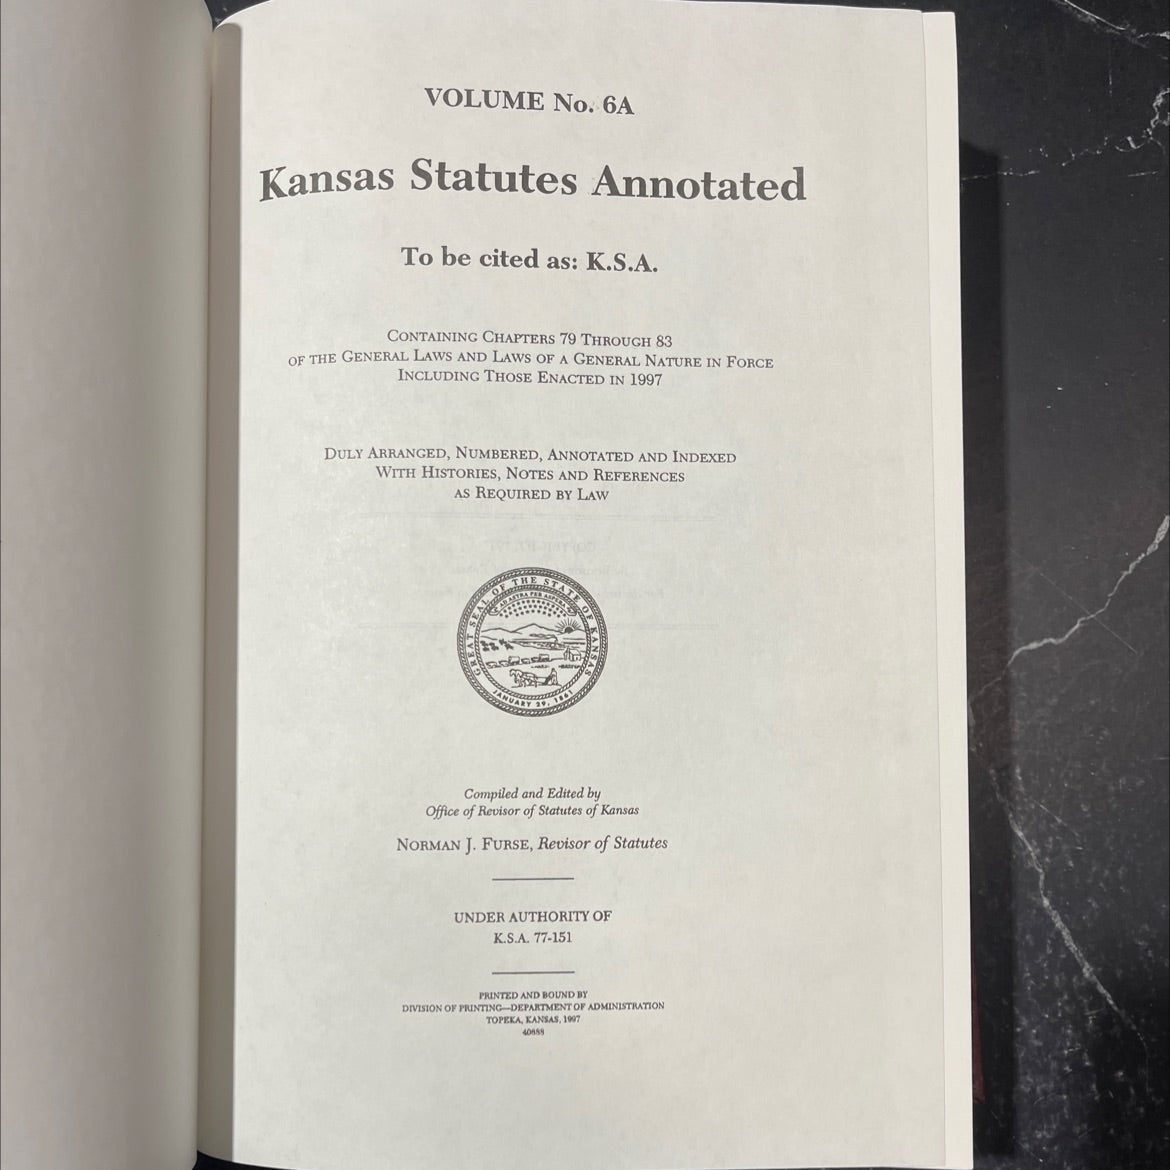 VOLUME No. 6A
Kansas Statutes Annotated
To be cited as: K.S.A.
CONTAINING CHAPTERS 79 THROUGH 83
OF THE GENERAL LAWS AND LAWS OF A GENERAL NATURE IN FORCE
INCLUDING THOSE ENACTED IN 1997
DULY ARRANGED, NUMBERED, ANNOTATED AND INDEXED
WITH HISTORIES, NOTES AND REFERENCES
AS REQUIRED BY LAW
GREAT SEAL OF THE STATE OF KANSAS
AD ASTRA PER ASPERA
JANUARY 29, 1861
Compiled and Edited by
Office of Revisor of Statutes of Kansas
NORMAN J. FURSE, Revisor of Statutes
UNDER AUTHORITY OF
K.S.A. 77-151
PRINTED AND BOUND BY
DIVISION OF PRINTING—DEPARTMENT OF ADMINISTRATION
TOPEKA, KANSAS, 1997
40888